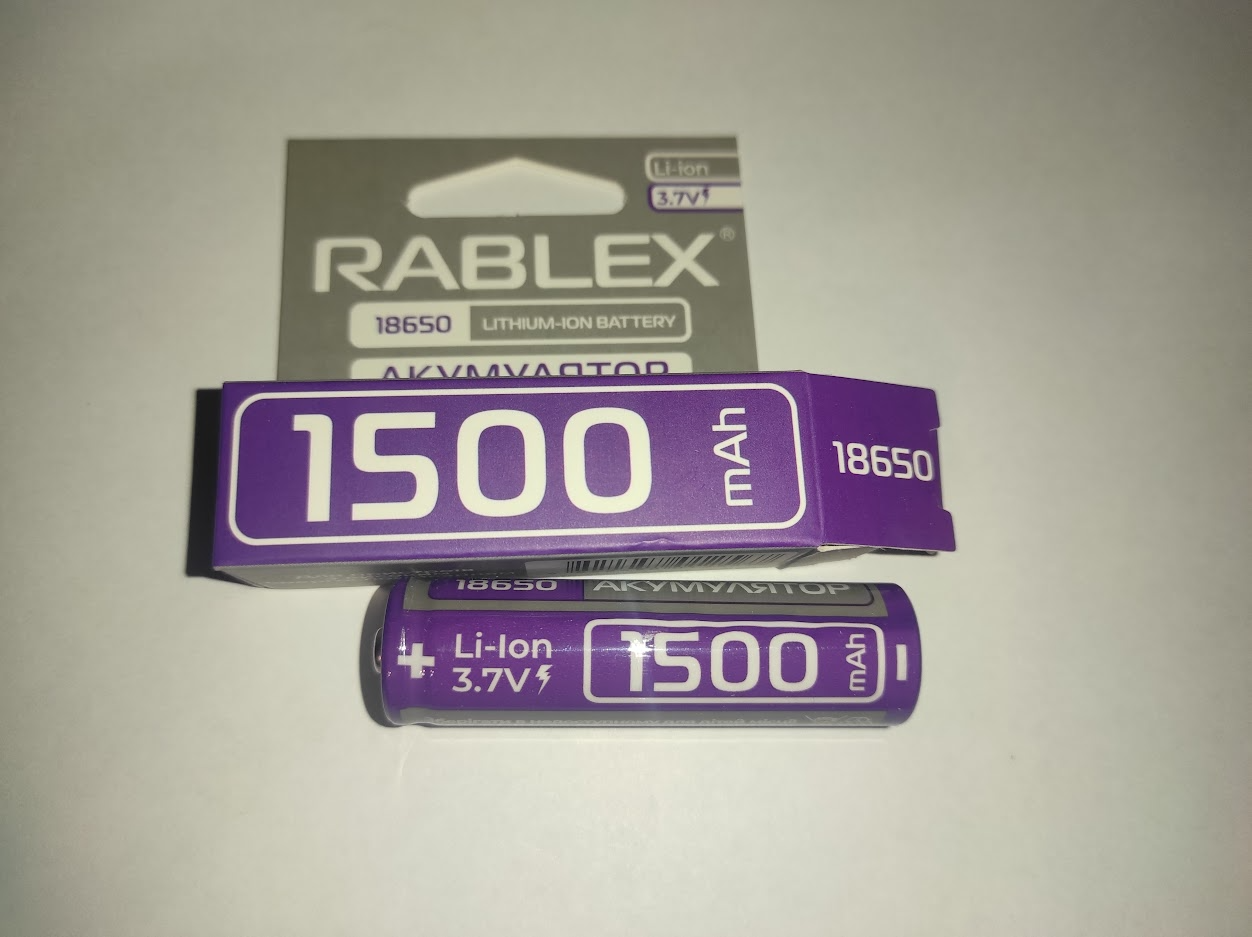 Li-ion
3.7V
RABLEX®
18650 LITHIUM-ION BATTERY
АКУМУЛЯТОР
1500 mAh
18650
18650 АКУМУЛЯТОР
+ Li-Ion
3.7V
1500 mAh -